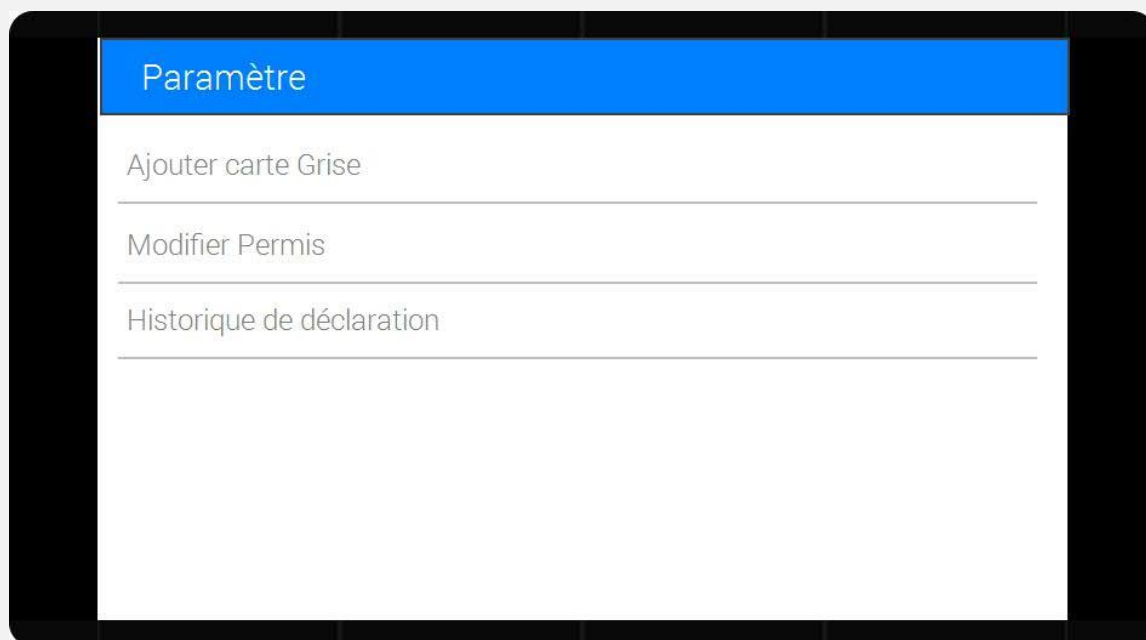 Paramètre
Ajouter carte Grise
Modifier Permis
Historique de déclaration